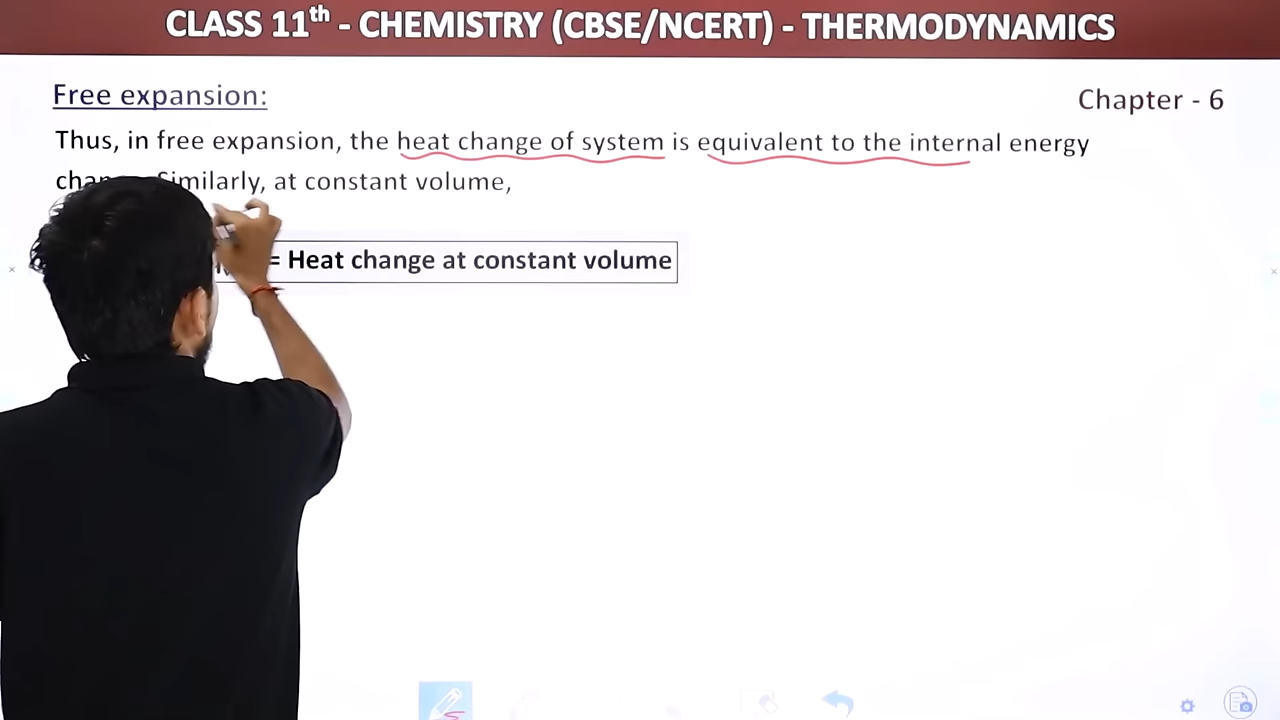 CLASS 11th - CHEMISTRY (CBSE/NCERT) - THERMODYNAMICS
Free expansion:
Chapter - 6
Thus, in free expansion, the heat change of system is equivalent to the internal energy
Similarly, at constant volume,
= Heat change at constant volume